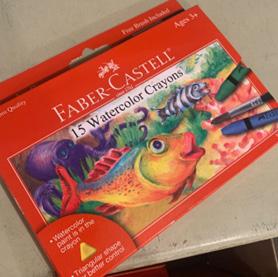 Free Brush Included!
Quality
Ages 3+
FABER-CASTELL
15 Watercolor Crayons
• Watercolor
paint is in the
crayon
• Triangular shape
better control